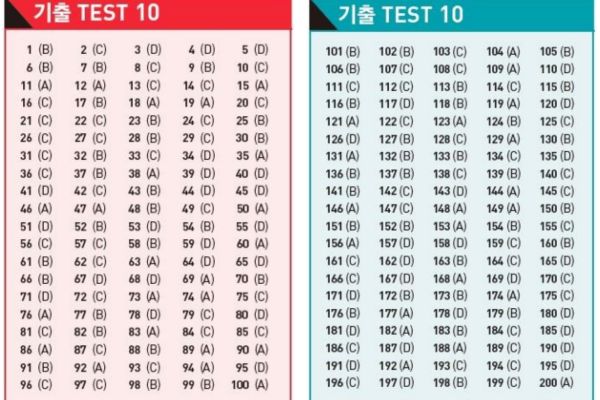 기출 TEST 10
1 (B) 2 (C) 3 (D) 4 (D) 5 (D)
6 (B) 7 (B) 8 (C) 9 (B) 10 (C)
11 (A) 12 (A) 13 (C) 14 (C) 15 (A)
16 (C) 17 (B) 18 (A) 19 (A) 20 (C)
21 (C) 22 (C) 23 (B) 24 (C) 25 (B)
26 (C) 27 (C) 28 (B) 29 (C) 30 (B)
31 (C) 32 (B) 33 (C) 34 (D) 35 (A)
36 (C) 37 (B) 38 (A) 39 (D) 40 (D)
41 (D) 42 (C) 43 (B) 44 (D) 45 (D)
46 (A) 47 (A) 48 (B) 49 (C) 50 (A)
51 (D) 52 (B) 53 (D) 54 (B) 55 (D)
56 (C) 57 (C) 58 (B) 59 (D) 60 (A)
61 (B) 62 (C) 63 (A) 64 (D) 65 (D)
66 (B) 67 (D) 68 (D) 69 (A) 70 (B)
71 (D) 72 (C) 73 (A) 74 (A) 75 (C)
76 (A) 77 (B) 78 (D) 79 (C) 80 (D)
81 (C) 82 (B) 83 (A) 84 (C) 85 (C)
86 (A) 87 (C) 88 (B) 89 (A) 90 (A)
91 (B) 92 (A) 93 (C) 94 (A) 95 (D)
96 (C) 97 (C) 98 (B) 99 (B) 100 (A)
기출 TEST 10
101 (B) 102 (B) 103 (C) 104 (A) 105 (B)
106 (B) 107 (C) 108 (C) 109 (A) 110 (D)
111 (C) 112 (C) 113 (B) 114 (C) 115 (B)
116 (B) 117 (D) 118 (B) 119 (A) 120 (D)
121 (A) 122 (C) 123 (A) 124 (B) 125 (C)
126 (D) 127 (B) 128 (C) 129 (A) 130 (B)
131 (A) 132 (B) 133 (B) 134 (C) 135 (D)
136 (B) 137 (B) 138 (C) 139 (B) 140 (C)
141 (B) 142 (C) 143 (D) 144 (A) 145 (C)
146 (A) 147 (C) 148 (A) 149 (A) 150 (B)
151 (B) 152 (B) 153 (A) 154 (B) 155 (C)
156 (A) 157 (D) 158 (D) 159 (C) 160 (B)
161 (D) 162 (B) 163 (C) 164 (C) 165 (D)
166 (C) 167 (D) 168 (A) 169 (D) 170 (C)
171 (D) 172 (B) 173 (B) 174 (A) 175 (C)
176 (B) 177 (A) 178 (D) 179 (B) 180 (D)
181 (D) 182 (A) 183 (B) 184 (C) 185 (D)
186 (C) 187 (D) 188 (A) 189 (C) 190 (D)
191 (D) 192 (A) 193 (C) 194 (C) 195 (D)
196 (C) 197 (D) 198 (B) 199 (C) 200 (A)